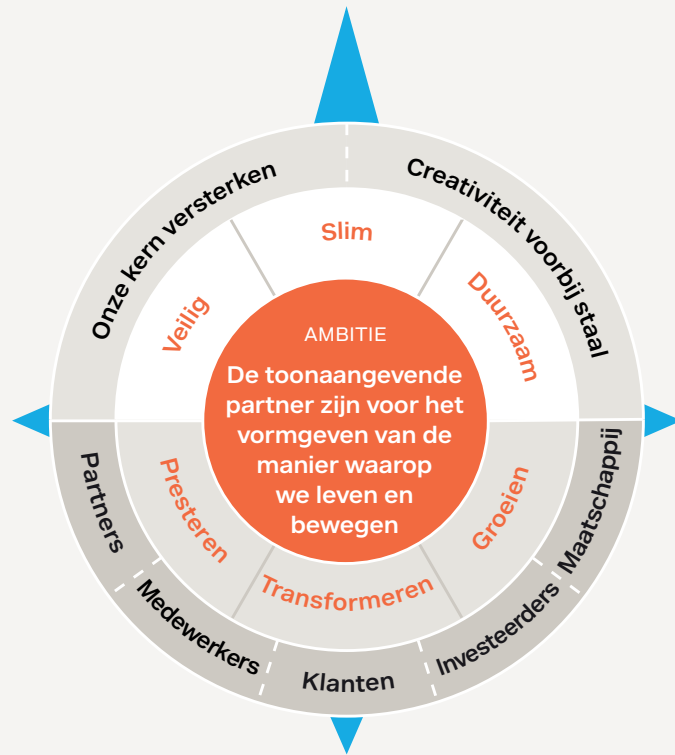 Onze kern versterken
Creativiteit voorbij staal
Veilig
Slim
Duurzaam
AMBITIE
De toonaangevende
partner zijn voor het
vormgeven van de
manier waarop
we leven en
bewegen
Presteren
Transformeren
Groeien
Partners
Medewerkers
Klanten
Investeerders
Maatschappij